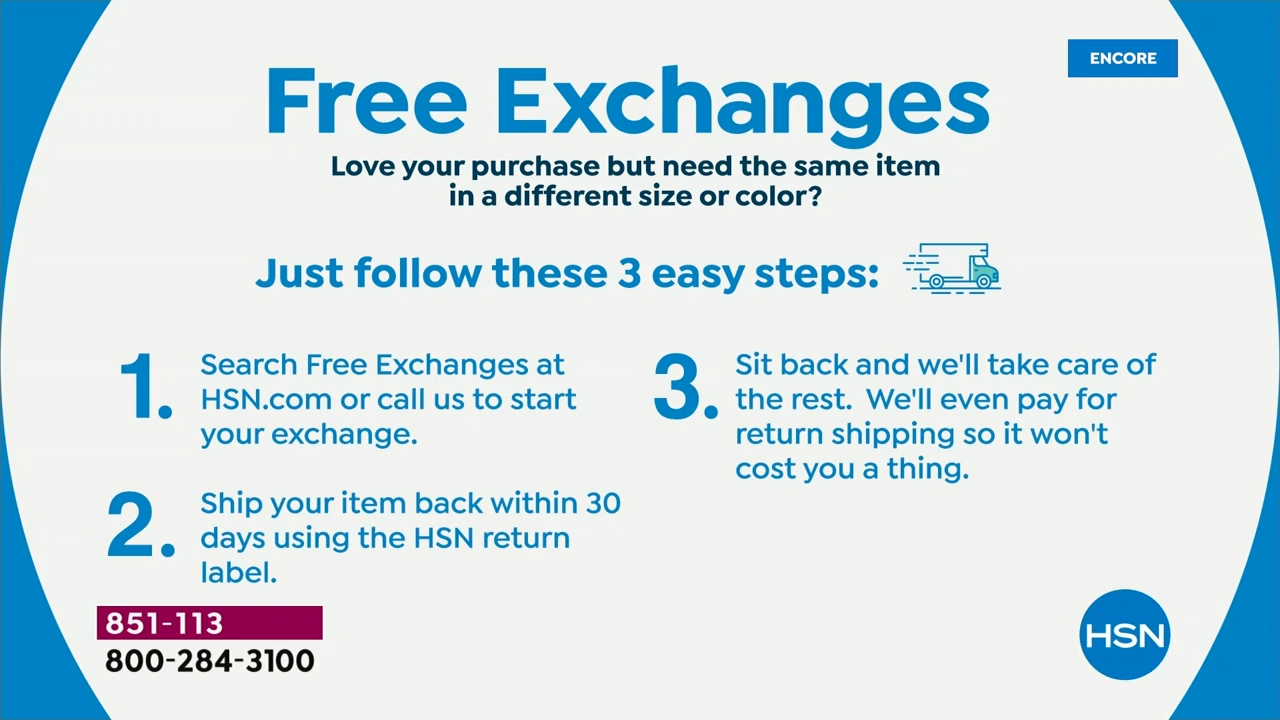 ENCORE
Free Exchanges
Love your purchase but need the same item
in a different size or color?
Just follow these 3 easy steps:
1. Search Free Exchanges at
HSN.com or call us to start
your exchange.
2. Ship your item back within 30
days using the HSN return
label.
3. Sit back and we'll take care of
the rest. We'll even pay for
return shipping so it won't
cost you a thing.
851-113
800-284-3100
HSN